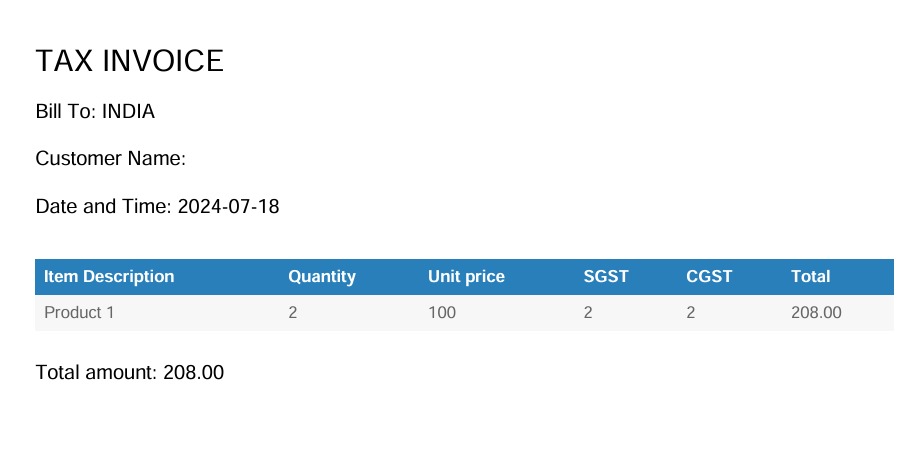 TAX INVOICE
Bill To: INDIA
Customer Name:
Date and Time: 2024-07-18
Item Description Quantity Unit price SGST CGST Total
Product 1 2 100 2 2 208.00
Total amount: 208.00